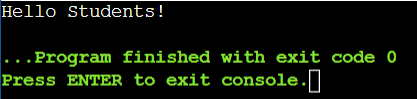 Hello Students!
...Program finished with exit code 0
Press ENTER to exit console.